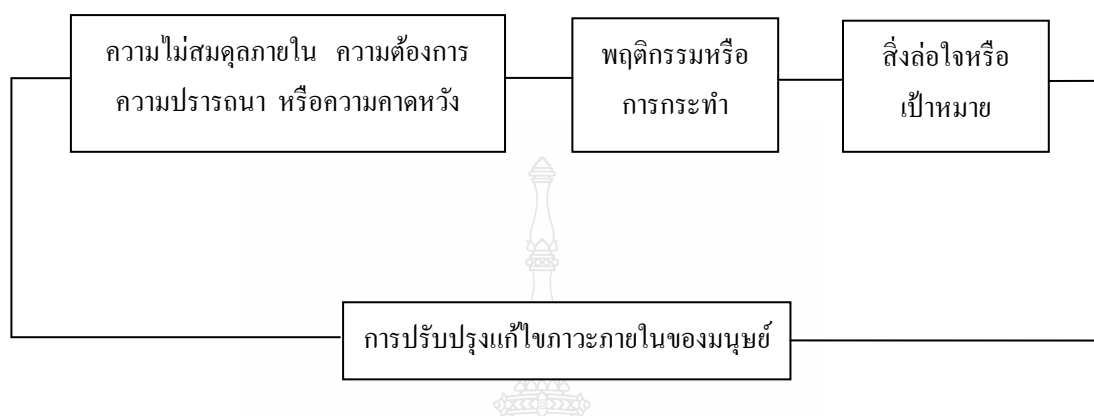 ความไม่สมดุลภายใน ความต้องการ
ความปรารถนา หรือความคาดหวัง
พฤติกรรมหรือ
การกระทำ
สิ่งล่อใจหรือ
เป้าหมาย
การปรับปรุงแก้ไขภาวะภายในของมนุษย์